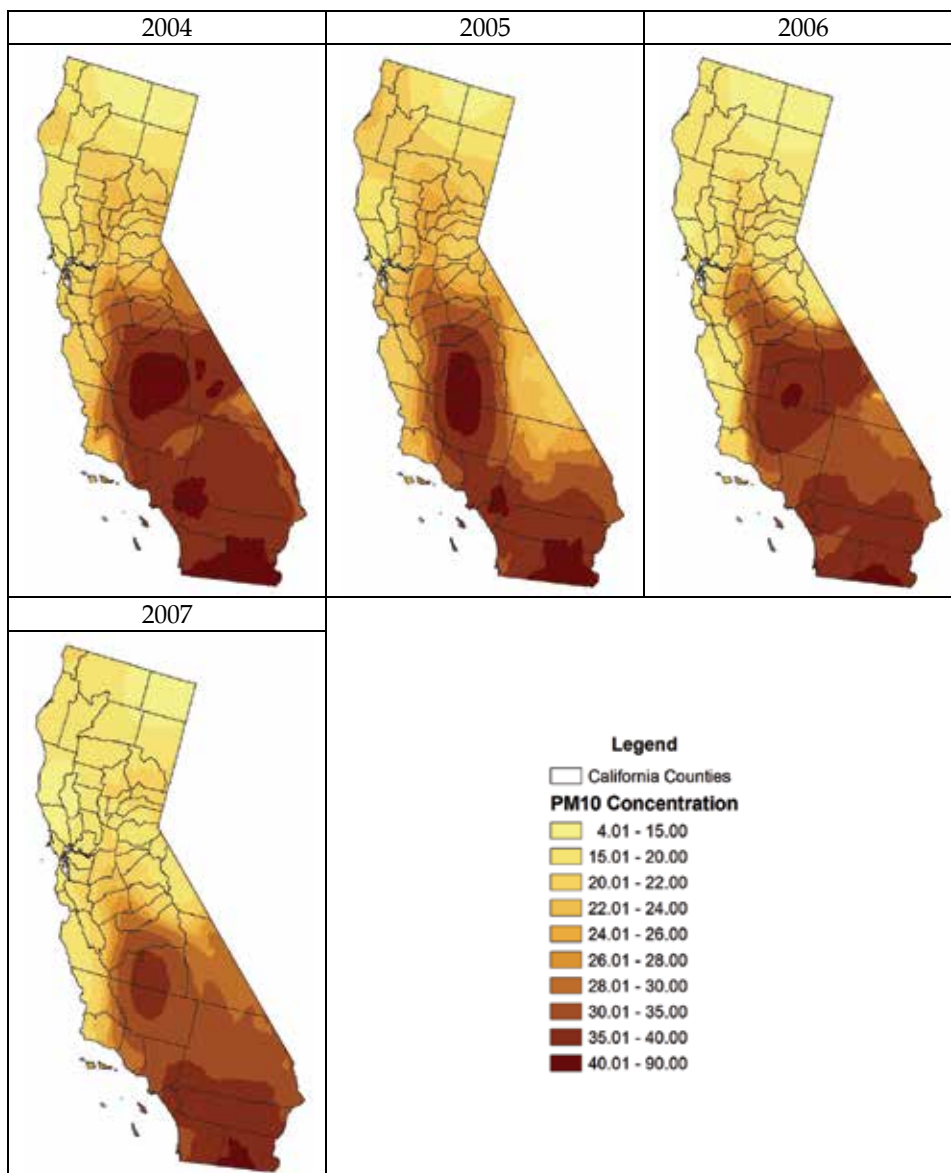 2004
2005
2006
2007
Legend
California Counties
PM10 Concentration
4.01 - 15.00
15.01 - 20.00
20.01 - 22.00
22.01 - 24.00
24.01 - 26.00
26.01 - 28.00
28.01 - 30.00
30.01 - 35.00
35.01 - 40.00
40.01 - 90.00